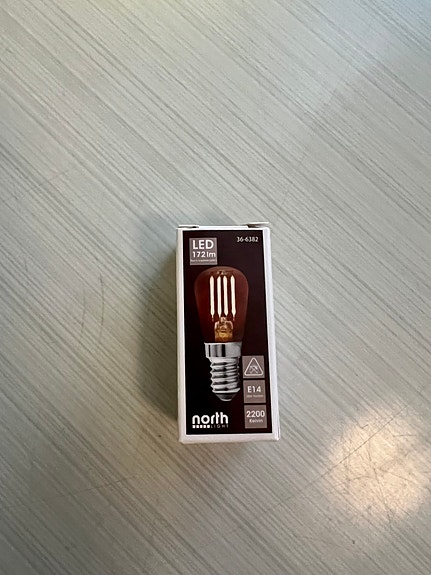 LED
172 lm
36-6382
E14
2200
Kelvin
north
LIGHT